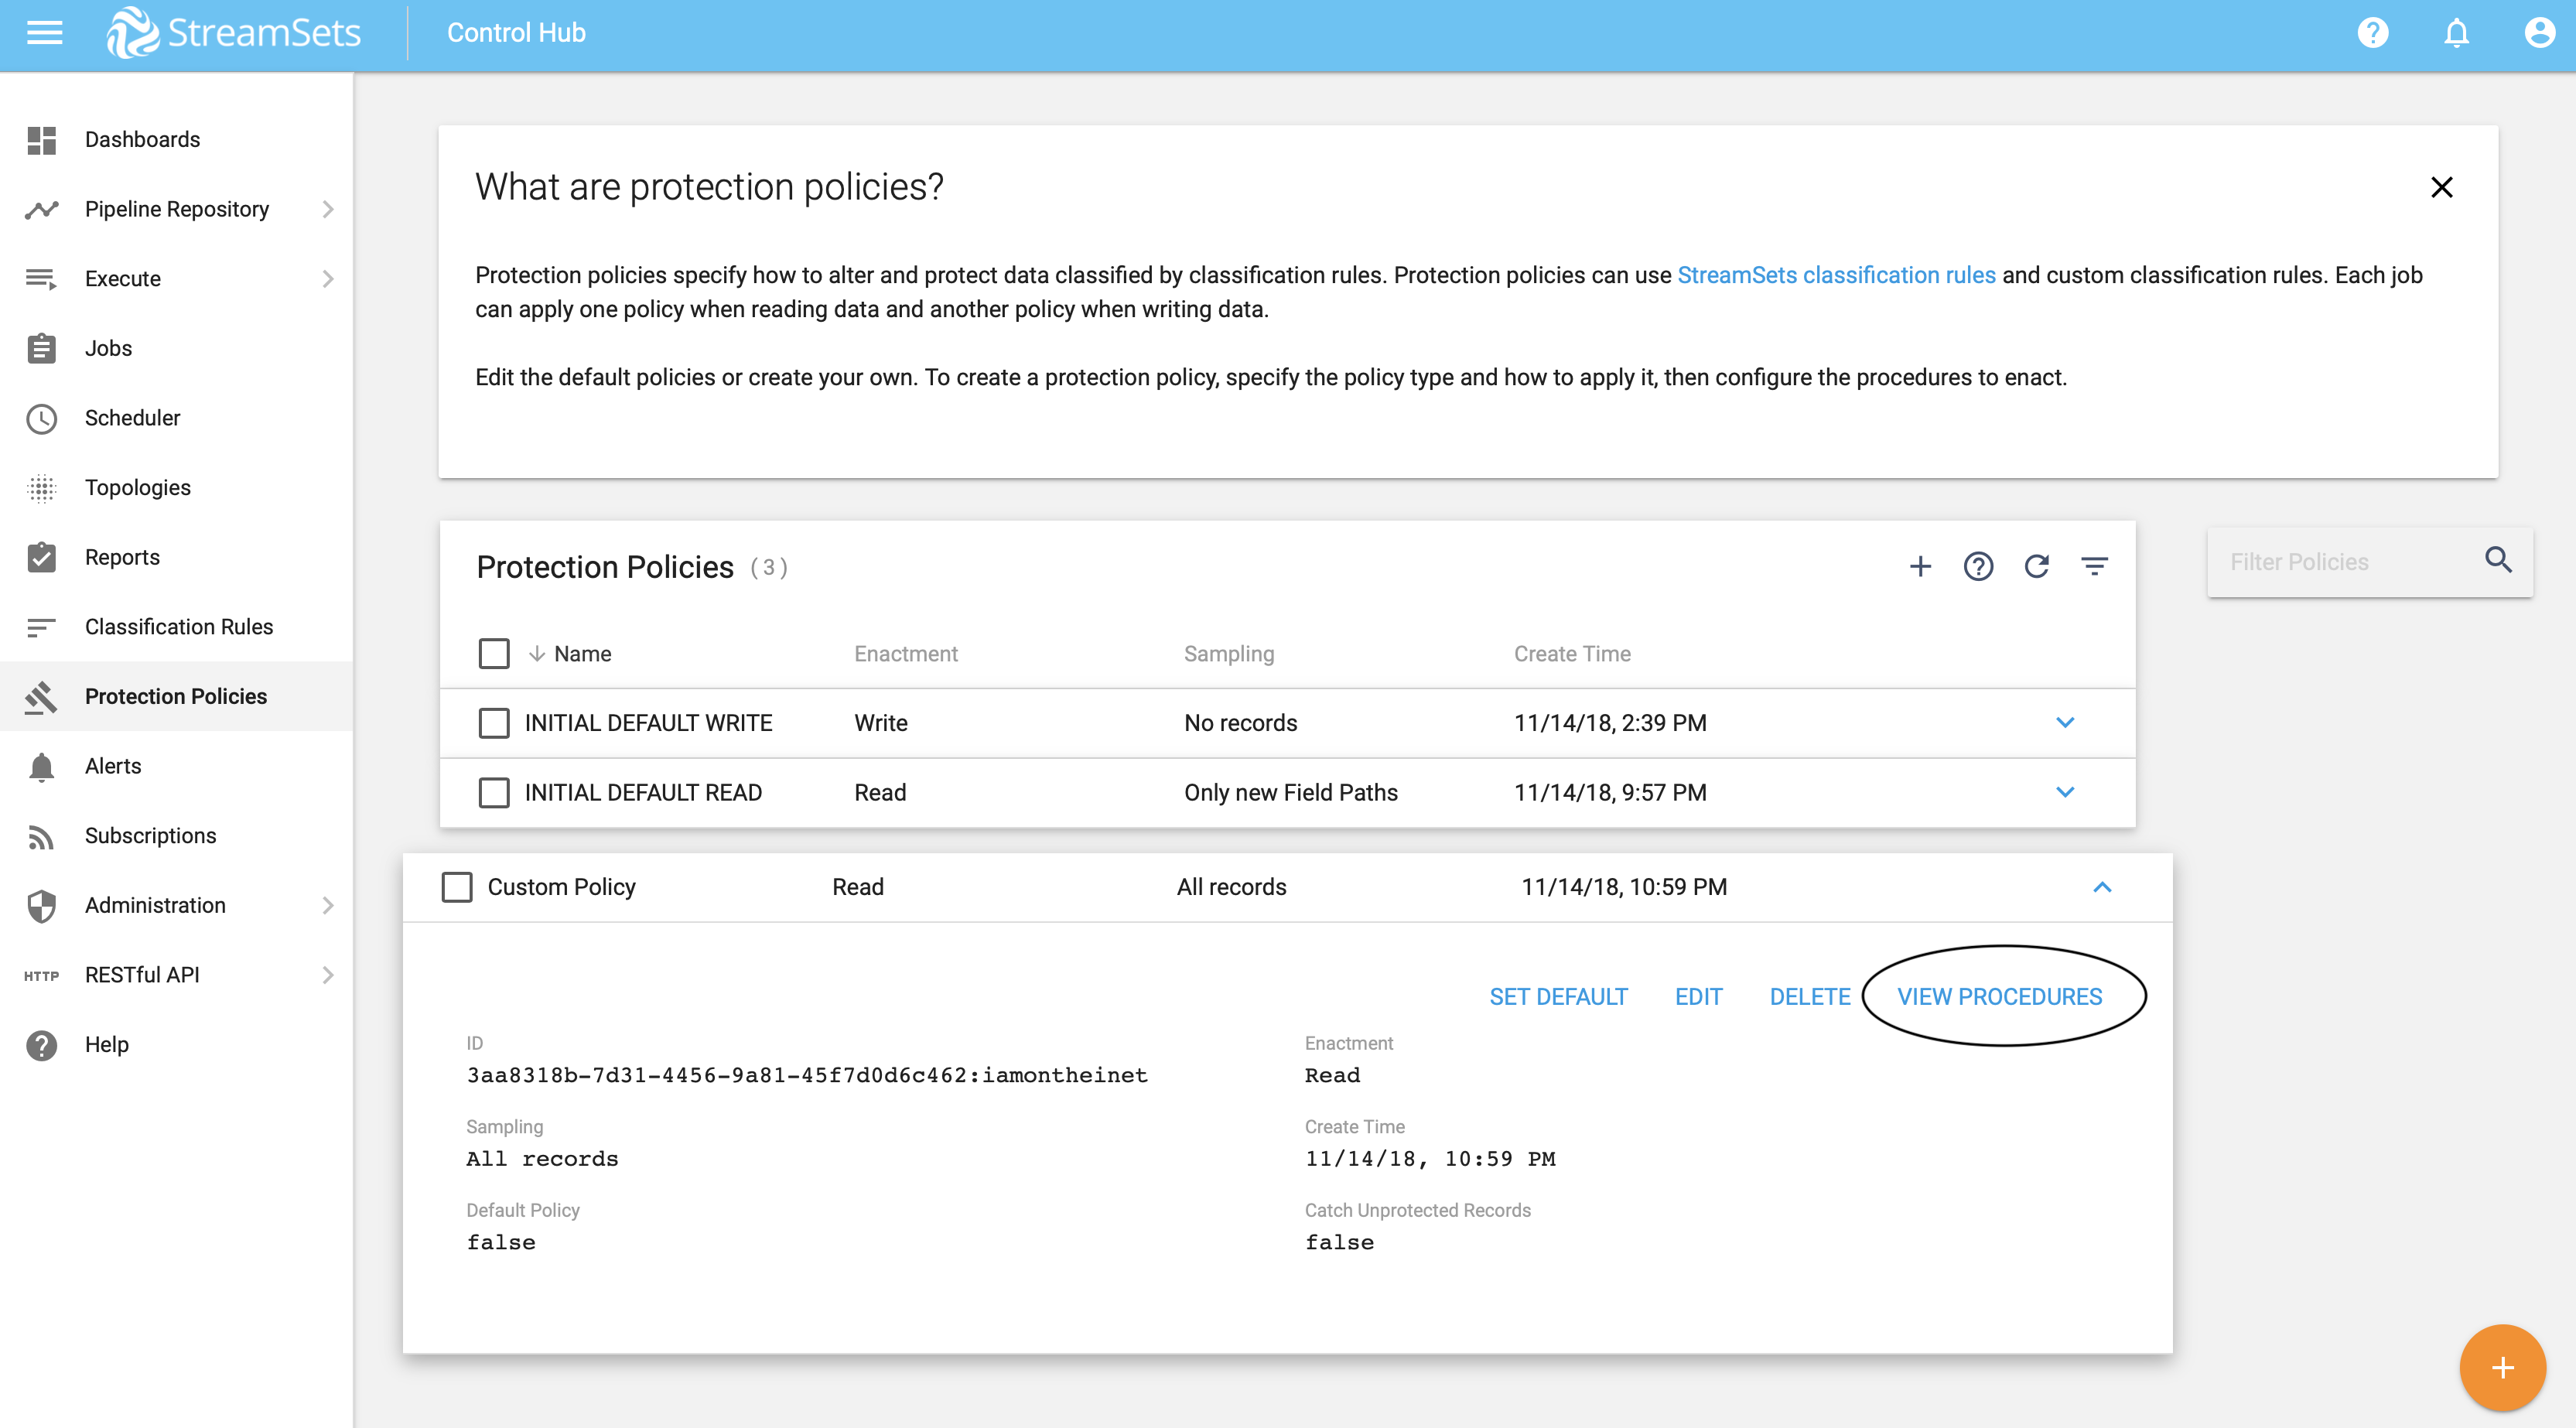 StreamSets Control Hub
Dashboards
Pipeline Repository
Execute
Jobs
Scheduler
Topologies
Reports
Classification Rules
Protection Policies
Alerts
Subscriptions
Administration
HTTP RESTful API
Help
What are protection policies?
Protection policies specify how to alter and protect data classified by classification rules. Protection policies can use StreamSets classification rules and custom classification rules. Each job
can apply one policy when reading data and another policy when writing data.
Edit the default policies or create your own. To create a protection policy, specify the policy type and how to apply it, then configure the procedures to enact.
Protection Policies (3)
Filter Policies
Name Enactment Sampling Create Time
INITIAL DEFAULT WRITE Write No records 11/14/18, 2:39 PM
INITIAL DEFAULT READ Read Only new Field Paths 11/14/18, 9:57 PM
Custom Policy Read All records 11/14/18, 10:59 PM
SET DEFAULT EDIT DELETE VIEW PROCEDURES
ID Enactment
3aa8318b-7d31-4456-9a81-45f7d0d6c462:iamontheinet Read
Sampling Create Time
All records 11/14/18, 10:59 PM
Default Policy Catch Unprotected Records
false false